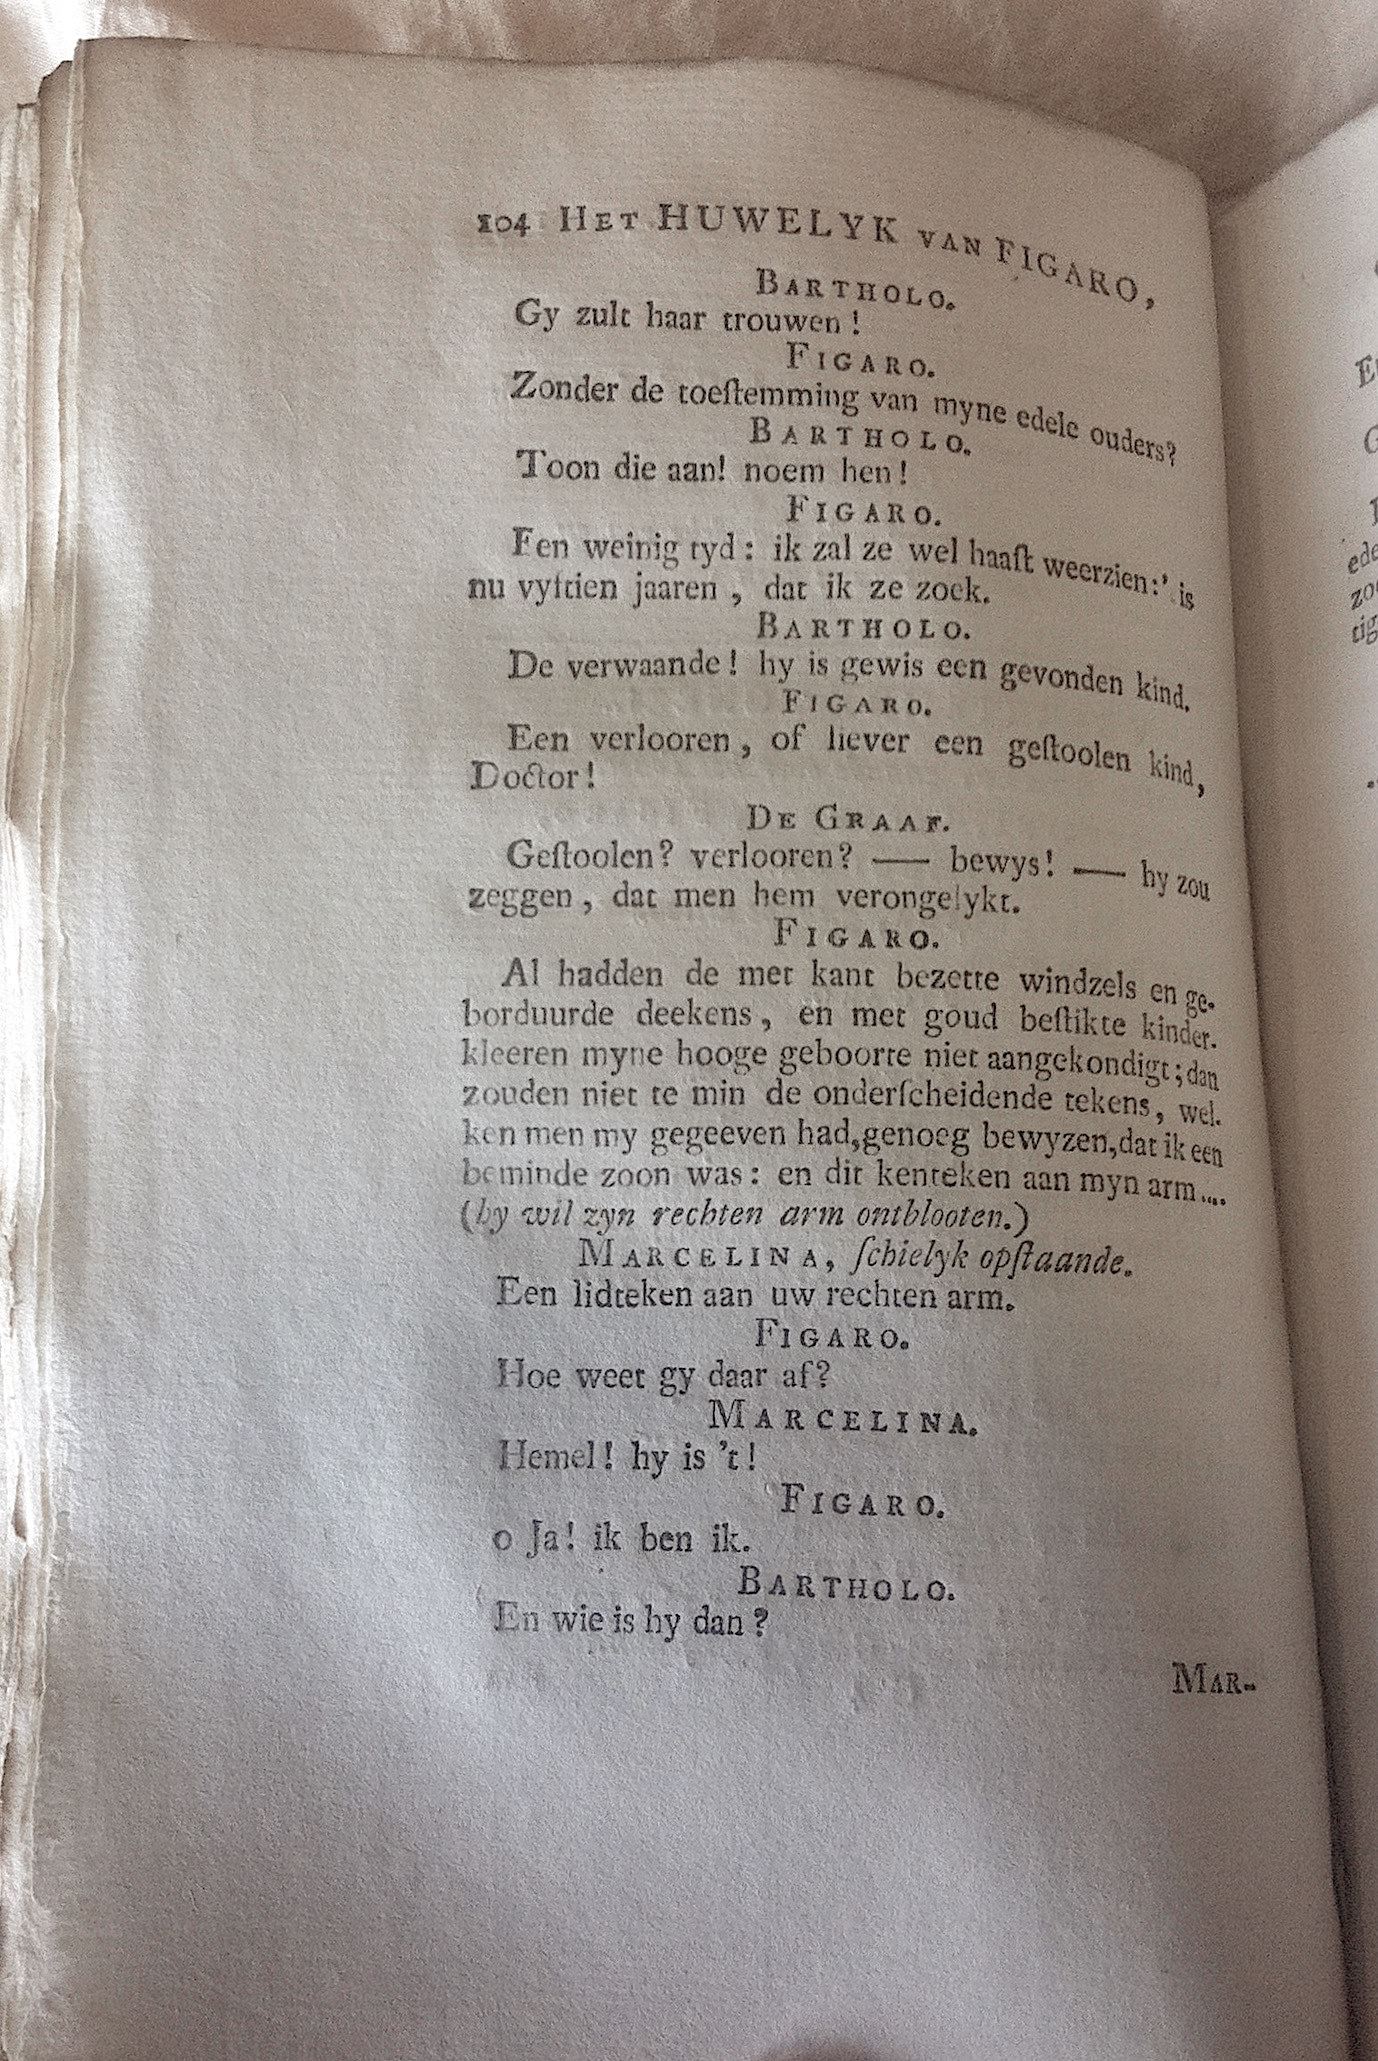 104 HET HUWELYK VAN FIGARO,
BARTHOLO.
Gy zult haar trouwen!
FIGARO.
Zonder de toeſtemming van myne edele ouders?
BARTHOLO.
Toon die aan! noem hen!
FIGARO.
Een weinig tyd: ik zal ze wel haaſt weerzien:' is
nu vyftien jaaren, dat ik ze zoek.
BARTHOLO.
De verwaande! hy is gewis een gevonden kind.
FIGARO.
Een verlooren, of liever een geſtoolen kind,
Doctor!
DE GRAAF.
Geſtoolen? verlooren? — bewys! — hy zou
zeggen, dat men hem verongelykt.
FIGARO.
Al hadden de met kant bezette windzels en ge-
borduurde deekens, en met goud beſtikte kinder-
kleeren myne hooge geboorte niet aangekondigt; dan
zouden niet te min de onderſcheidende tekens, wel-
ken men my gegeeven had, genoeg bewyzen, dat ik een
beminde zoon was: en dit kenteken aan myn arm....
(hy wil zyn rechten arm ontblooten.)
MARCELINA, ſchielyk opſtaande.
Een lidteken aan uw rechten arm.
FIGARO.
Hoe weet gy daar af?
MARCELINA.
Hemel! hy is 't!
FIGARO.
o Ja! ik ben ik.
BARTHOLO.
En wie is hy dan?
MAR-